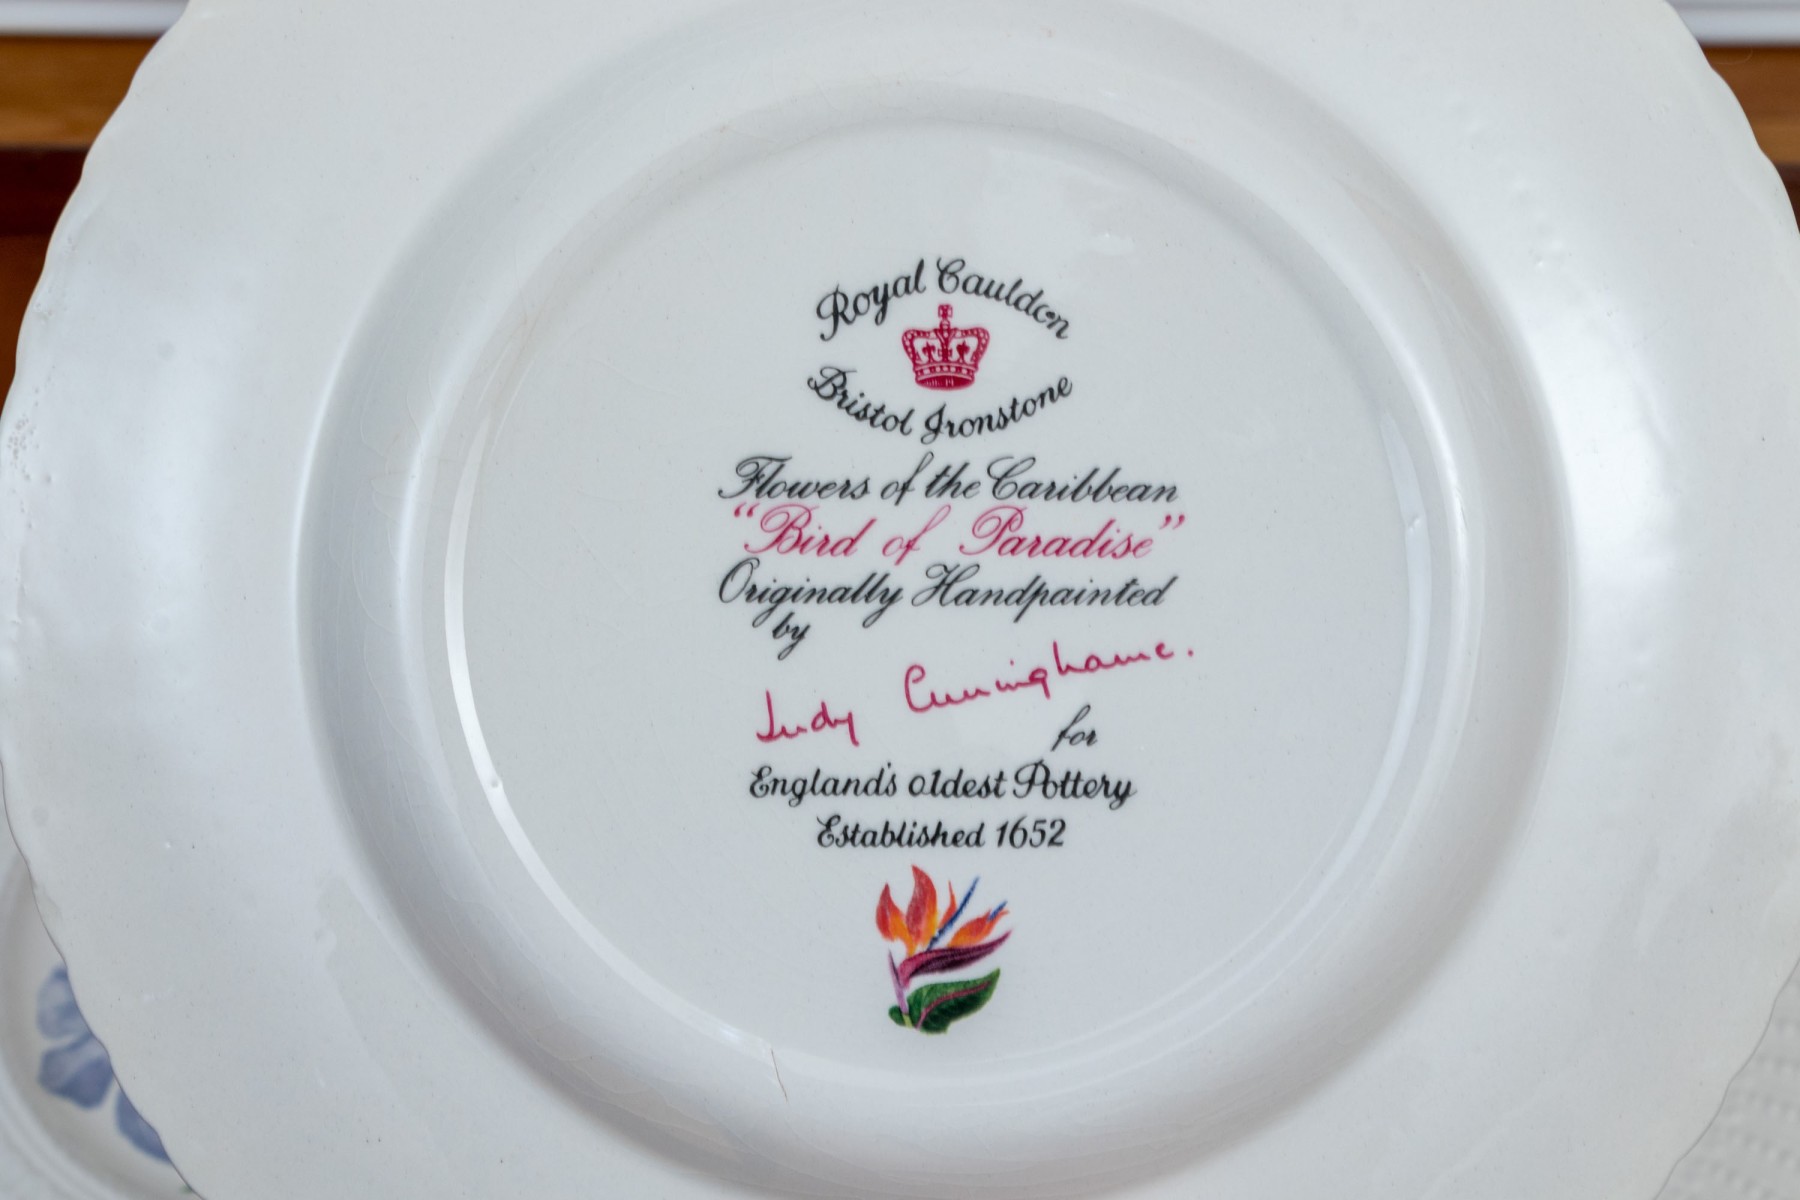 Royal Cauldon
Bristol Ironstone
Flowers of the Caribbean
“Bird of Paradise”
Originally Handpainted
by
Judy Cunninghame.
for
England's oldest Pottery
Established 1652